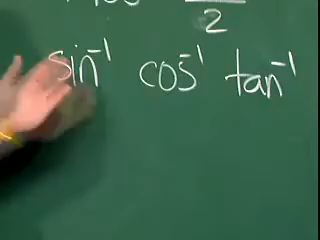 2
sin⁻¹ cos⁻¹ tan⁻¹